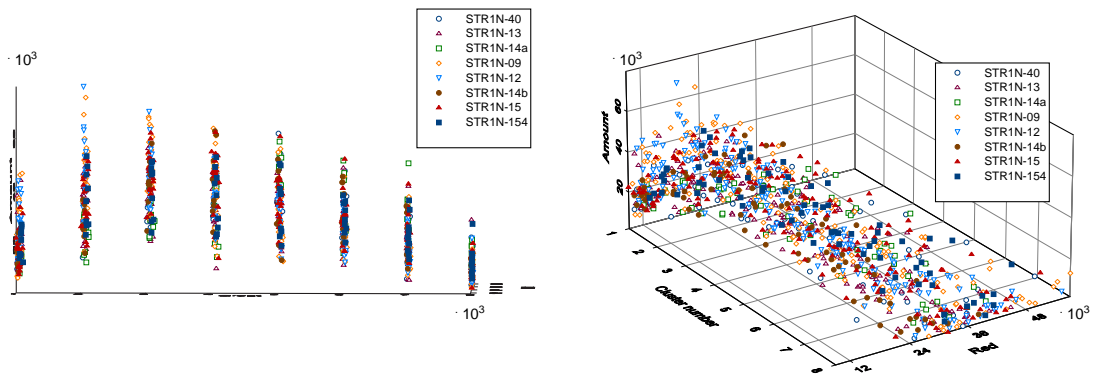 · 10³
STR1N-40
STR1N-13
STR1N-14a
STR1N-09
STR1N-12
STR1N-14b
STR1N-15
STR1N-154
· 10³
· 10³
Amount
60
40
20
STR1N-40
STR1N-13
STR1N-14a
STR1N-09
STR1N-12
STR1N-14b
STR1N-15
STR1N-154
1
2
3
4
5
6
7
8
Cluster number
12
24
36
48
Red
· 10³